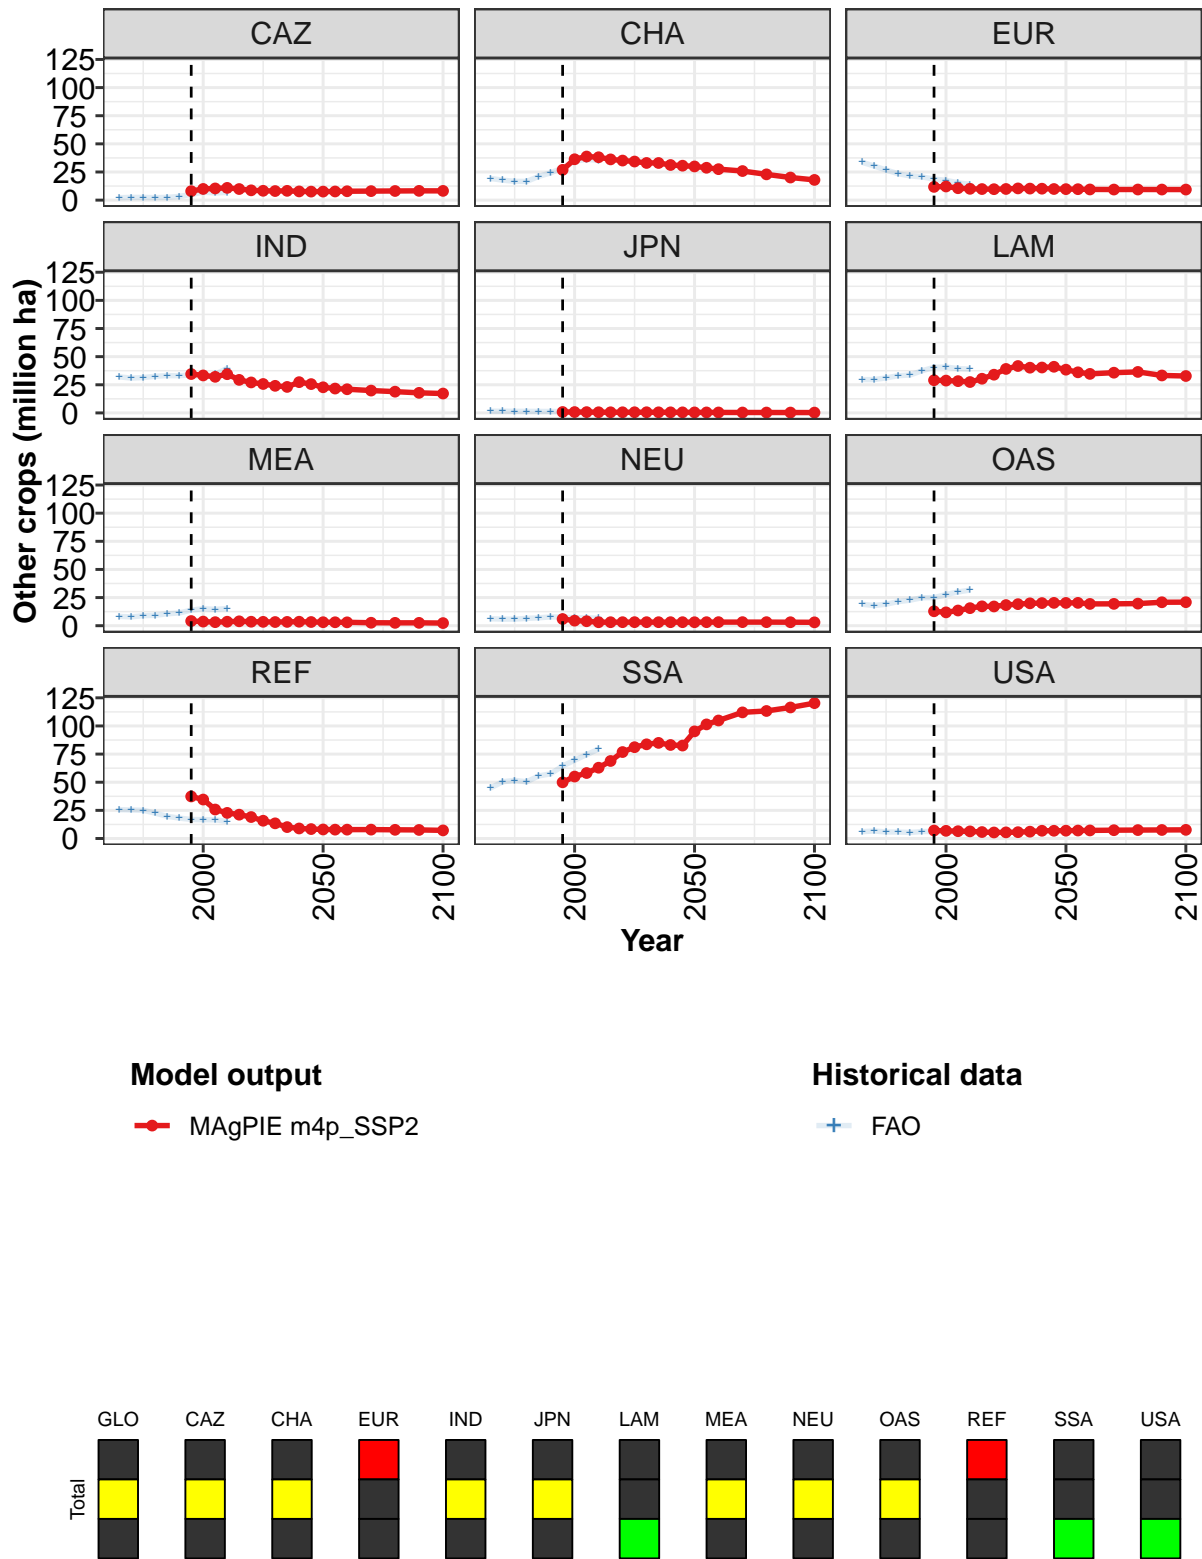 CAZ CHA EUR
125
100
75
50
25
0
IND JPN LAM
125
100
75
50
25
0
MEA NEU OAS
125
100
75
50
25
0
REF SSA USA
125
100
75
50
25
0
Other crops (million ha)
2000 2050 2100 2000 2050 2100 2000 2050 2100
Year
Model output Historical data
MAgPIE m4p_SSP2 FAO
GLO CAZ CHA EUR IND JPN LAM MEA NEU OAS REF SSA USA
Total